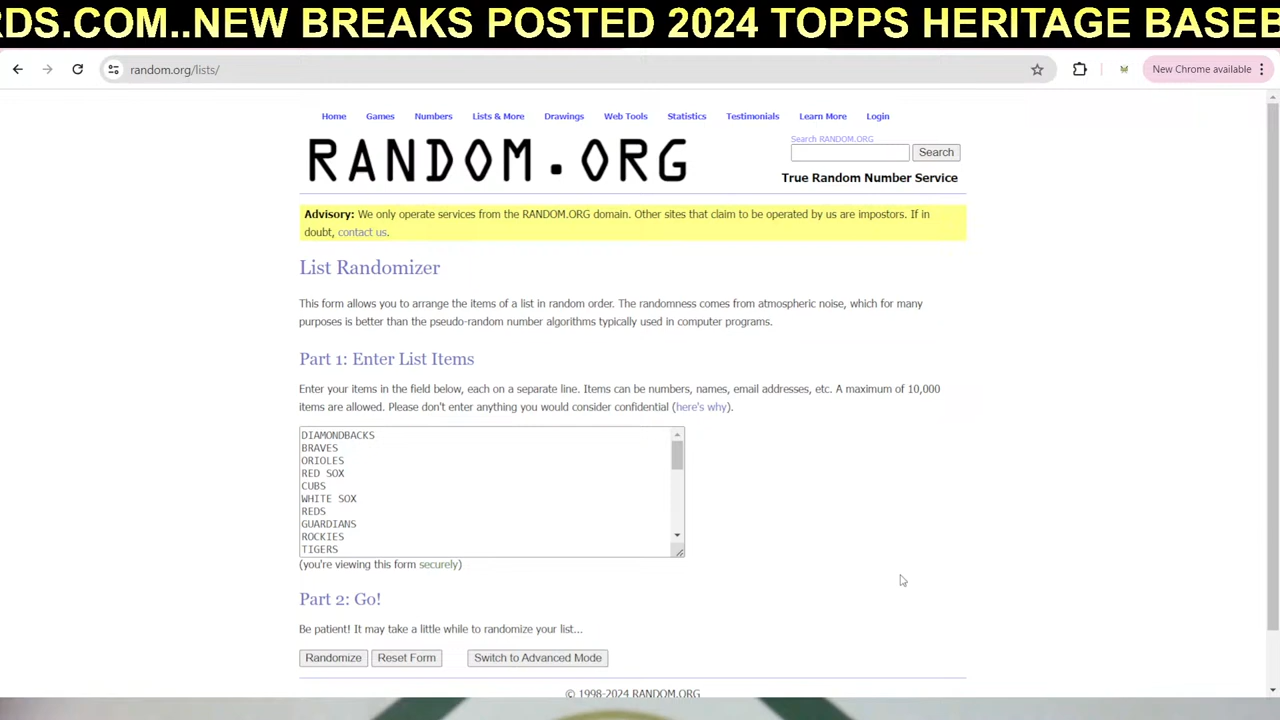 RDS.COM..NEW BREAKS POSTED 2024 TOPPS HERITAGE BASEB
random.org/lists/
New Chrome available
Home Games Numbers Lists & More Drawings Web Tools Statistics Testimonials Learn More Login
Search RANDOM.ORG
RANDOM.ORG
Search
True Random Number Service
Advisory: We only operate services from the RANDOM.ORG domain. Other sites that claim to be operated by us are impostors. If in
doubt, contact us.
List Randomizer
This form allows you to arrange the items of a list in random order. The randomness comes from atmospheric noise, which for many
purposes is better than the pseudo-random number algorithms typically used in computer programs.
Part 1: Enter List Items
Enter your items in the field below, each on a separate line. Items can be numbers, names, email addresses, etc. A maximum of 10,000
items are allowed. Please don't enter anything you would consider confidential (here's why).
DIAMONDBACKS
BRAVES
ORIOLES
RED SOX
CUBS
WHITE SOX
REDS
GUARDIANS
ROCKIES
TIGERS
(you're viewing this form securely)
Part 2: Go!
Be patient! It may take a little while to randomize your list...
Randomize Reset Form Switch to Advanced Mode
© 1998-2024 RANDOM.ORG